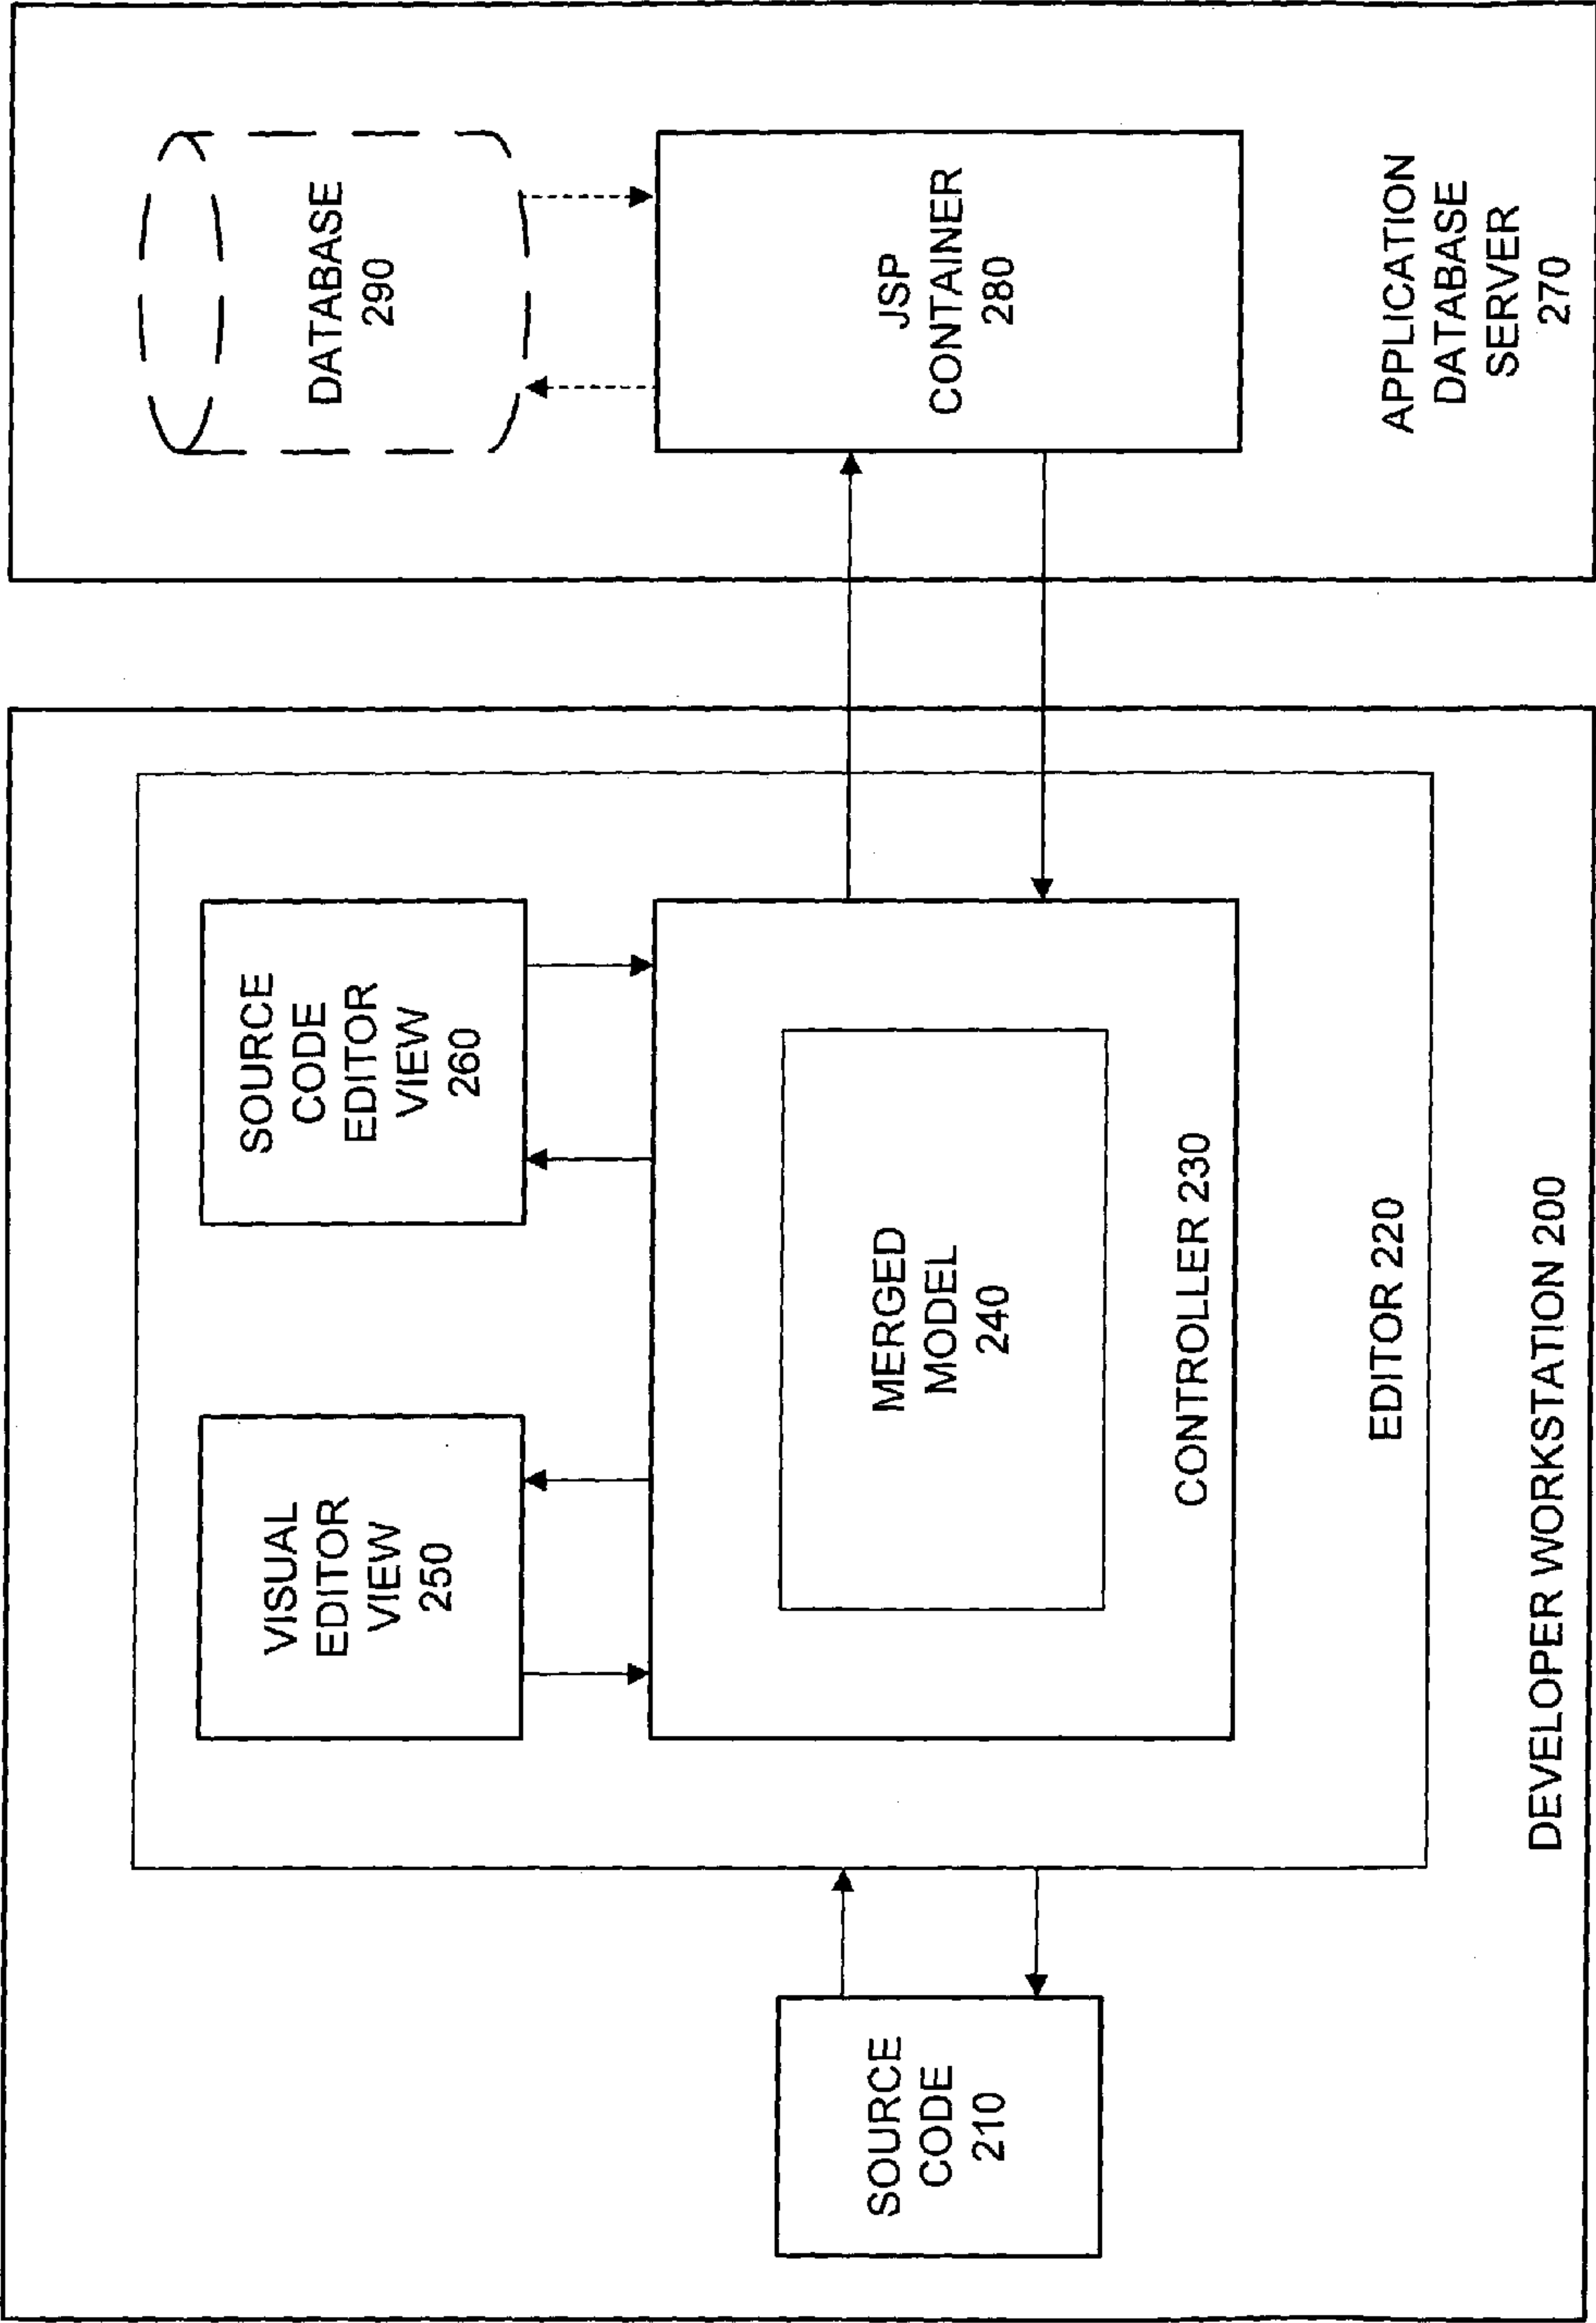 SOURCE
CODE
210
VISUAL
EDITOR
VIEW
250
SOURCE
CODE
EDITOR
VIEW
260
MERGED
MODEL
240
CONTROLLER 230
EDITOR 220
DEVELOPER WORKSTATION 200
DATABASE
290
JSP
CONTAINER
280
APPLICATION
DATABASE
SERVER
270